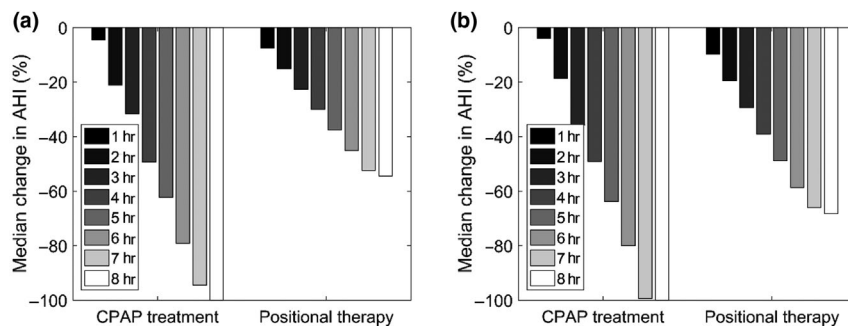 (a)
Median change in AHI (%)
0
−20
−40
−60
−80
−100
1 hr
2 hr
3 hr
4 hr
5 hr
6 hr
7 hr
8 hr
CPAP treatment
Positional therapy
(b)
Median change in AHI (%)
0
−20
−40
−60
−80
−100
1 hr
2 hr
3 hr
4 hr
5 hr
6 hr
7 hr
8 hr
CPAP treatment
Positional therapy